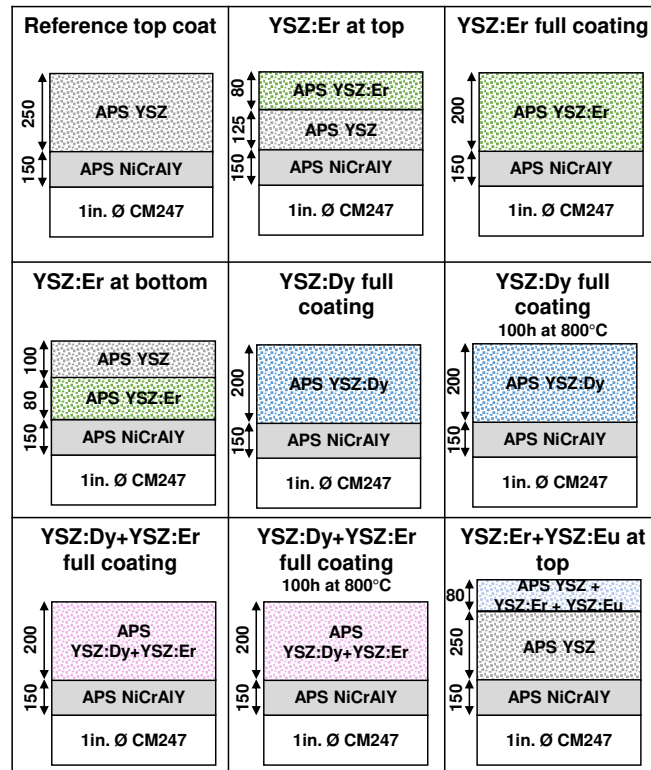 Reference top coat
250
APS YSZ
150
APS NiCrAlY
1in. Ø CM247
YSZ:Er at top
80
APS YSZ:Er
125
APS YSZ
150
APS NiCrAlY
1in. Ø CM247
YSZ:Er full coating
200
APS YSZ:Er
150
APS NiCrAlY
1in. Ø CM247
YSZ:Er at bottom
100
APS YSZ
80
APS YSZ:Er
150
APS NiCrAlY
1in. Ø CM247
YSZ:Dy full
coating
200
APS YSZ:Dy
150
APS NiCrAlY
1in. Ø CM247
YSZ:Dy full
coating
100h at 800°C
200
APS YSZ:Dy
150
APS NiCrAlY
1in. Ø CM247
YSZ:Dy+YSZ:Er
full coating
200
APS
YSZ:Dy+YSZ:Er
150
APS NiCrAlY
1in. Ø CM247
YSZ:Dy+YSZ:Er
full coating
100h at 800°C
200
APS
YSZ:Dy+YSZ:Er
150
APS NiCrAlY
1in. Ø CM247
YSZ:Er+YSZ:Eu at
top
80
APS YSZ +
YSZ:Er + YSZ:Eu
250
APS YSZ
150
APS NiCrAlY
1in. Ø CM247